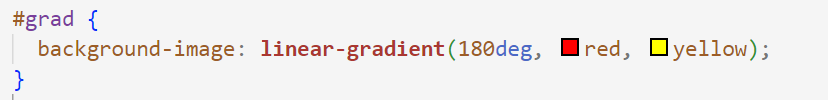 #grad {
  background-image: linear-gradient(180deg, red, yellow);
}